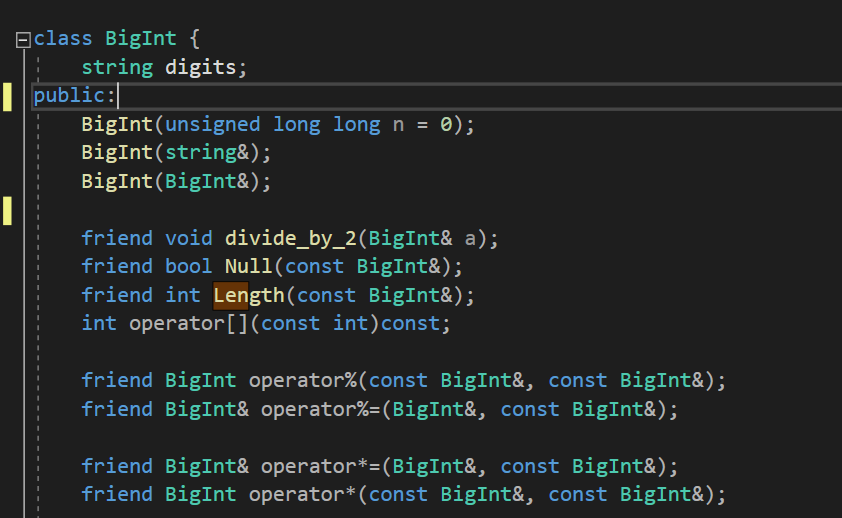 class BigInt {
string digits;
public:
BigInt(unsigned long long n = 0);
BigInt(string&);
BigInt(BigInt&);
friend void divide_by_2(BigInt& a);
friend bool Null(const BigInt&);
friend int Length(const BigInt&);
int operator[](const int)const;
friend BigInt operator%(const BigInt&, const BigInt&);
friend BigInt& operator%=(BigInt&, const BigInt&);
friend BigInt& operator*=(BigInt&, const BigInt&);
friend BigInt operator*(const BigInt&, const BigInt&);